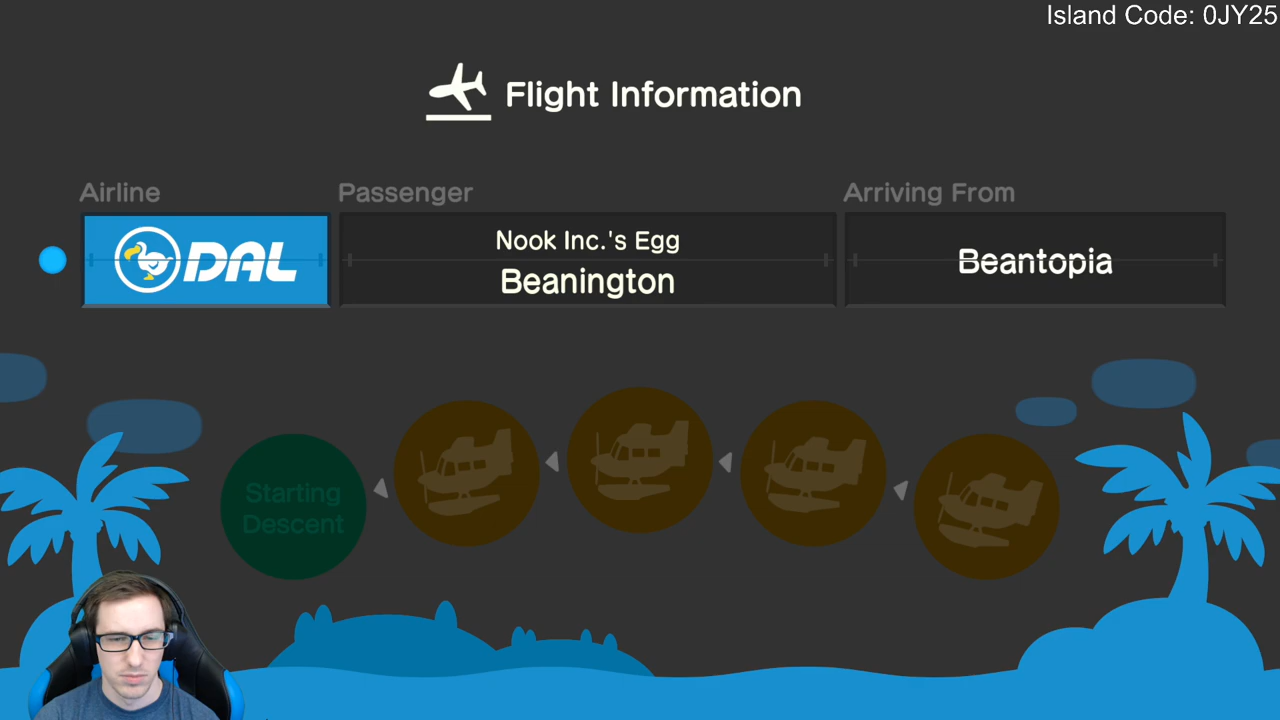 Island Code: 0JY25
Flight Information
Airline
Passenger
Arriving From
DAL
Nook Inc.'s Egg
Beanington
Beantopia
Starting
Descent